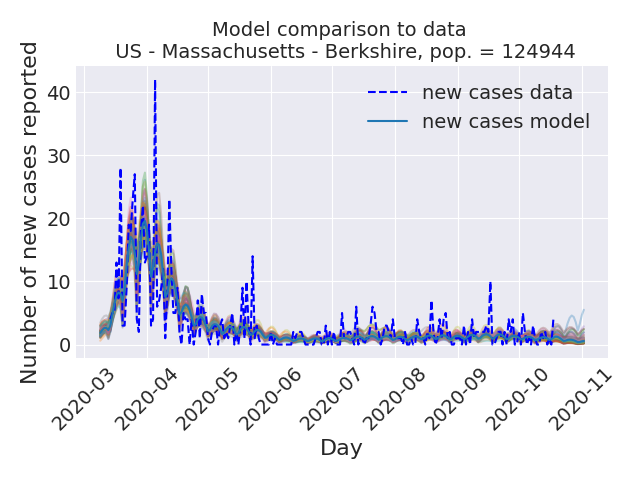 Model comparison to data
US - Massachusetts - Berkshire, pop. = 124944
Number of new cases reported
40
30
20
10
0
new cases data
new cases model
2020-03
2020-04
2020-05
2020-06
2020-07
2020-08
2020-09
2020-10
2020-11
Day